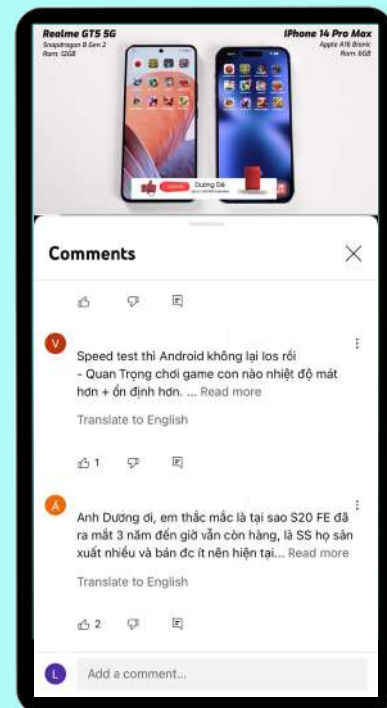 Realme GT5 5G
Snapdragon 8 Gen 2
Ram: 12GB
IPhone 14 Pro Max
Apple A16 Bionic
Ram: 6GB
Dương Dê
Comments
V
Speed test thì Android không lại Ios rồi
- Quan Trọng chơi game con nào nhiệt độ mát
hơn + ổn định hơn. ... Read more
Translate to English
1
Á
Anh Dương ơi, em thắc mắc là tại sao S20 FE đã
ra mắt 3 năm đến giờ vẫn còn hàng, là SS họ sản
xuất nhiều và bán đc ít nên hiện tại... Read more
Translate to English
2
L
Add a comment...